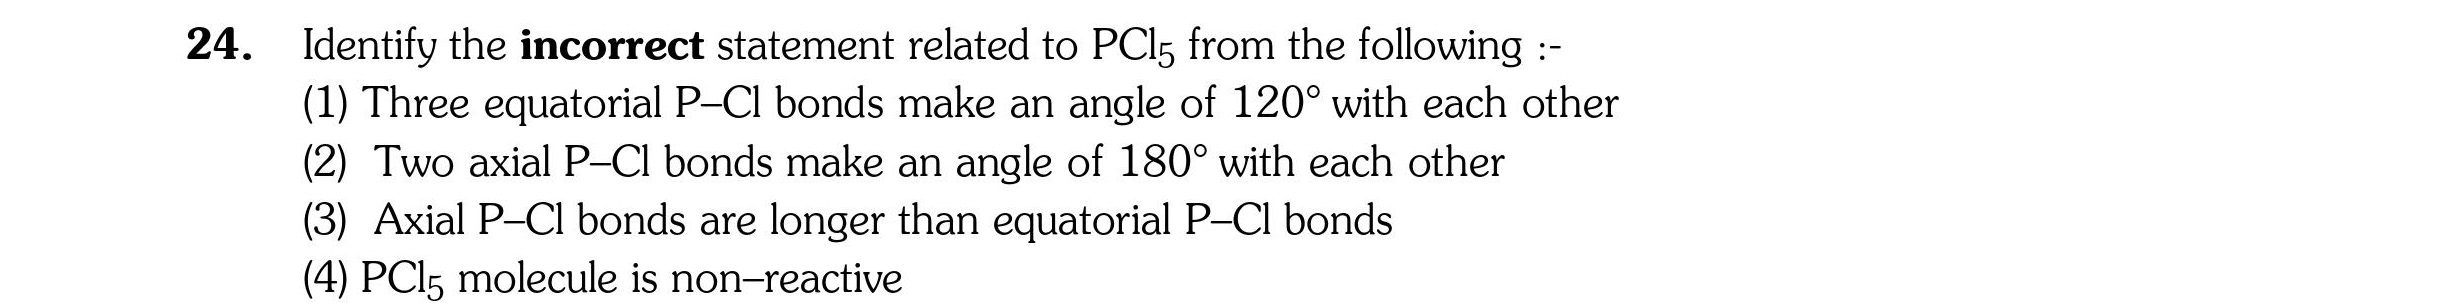 24. Identify the incorrect statement related to PCl5 from the following :-
(1) Three equatorial P–Cl bonds make an angle of 120° with each other
(2) Two axial P–Cl bonds make an angle of 180° with each other
(3) Axial P–Cl bonds are longer than equatorial P–Cl bonds
(4) PCl5 molecule is non–reactive